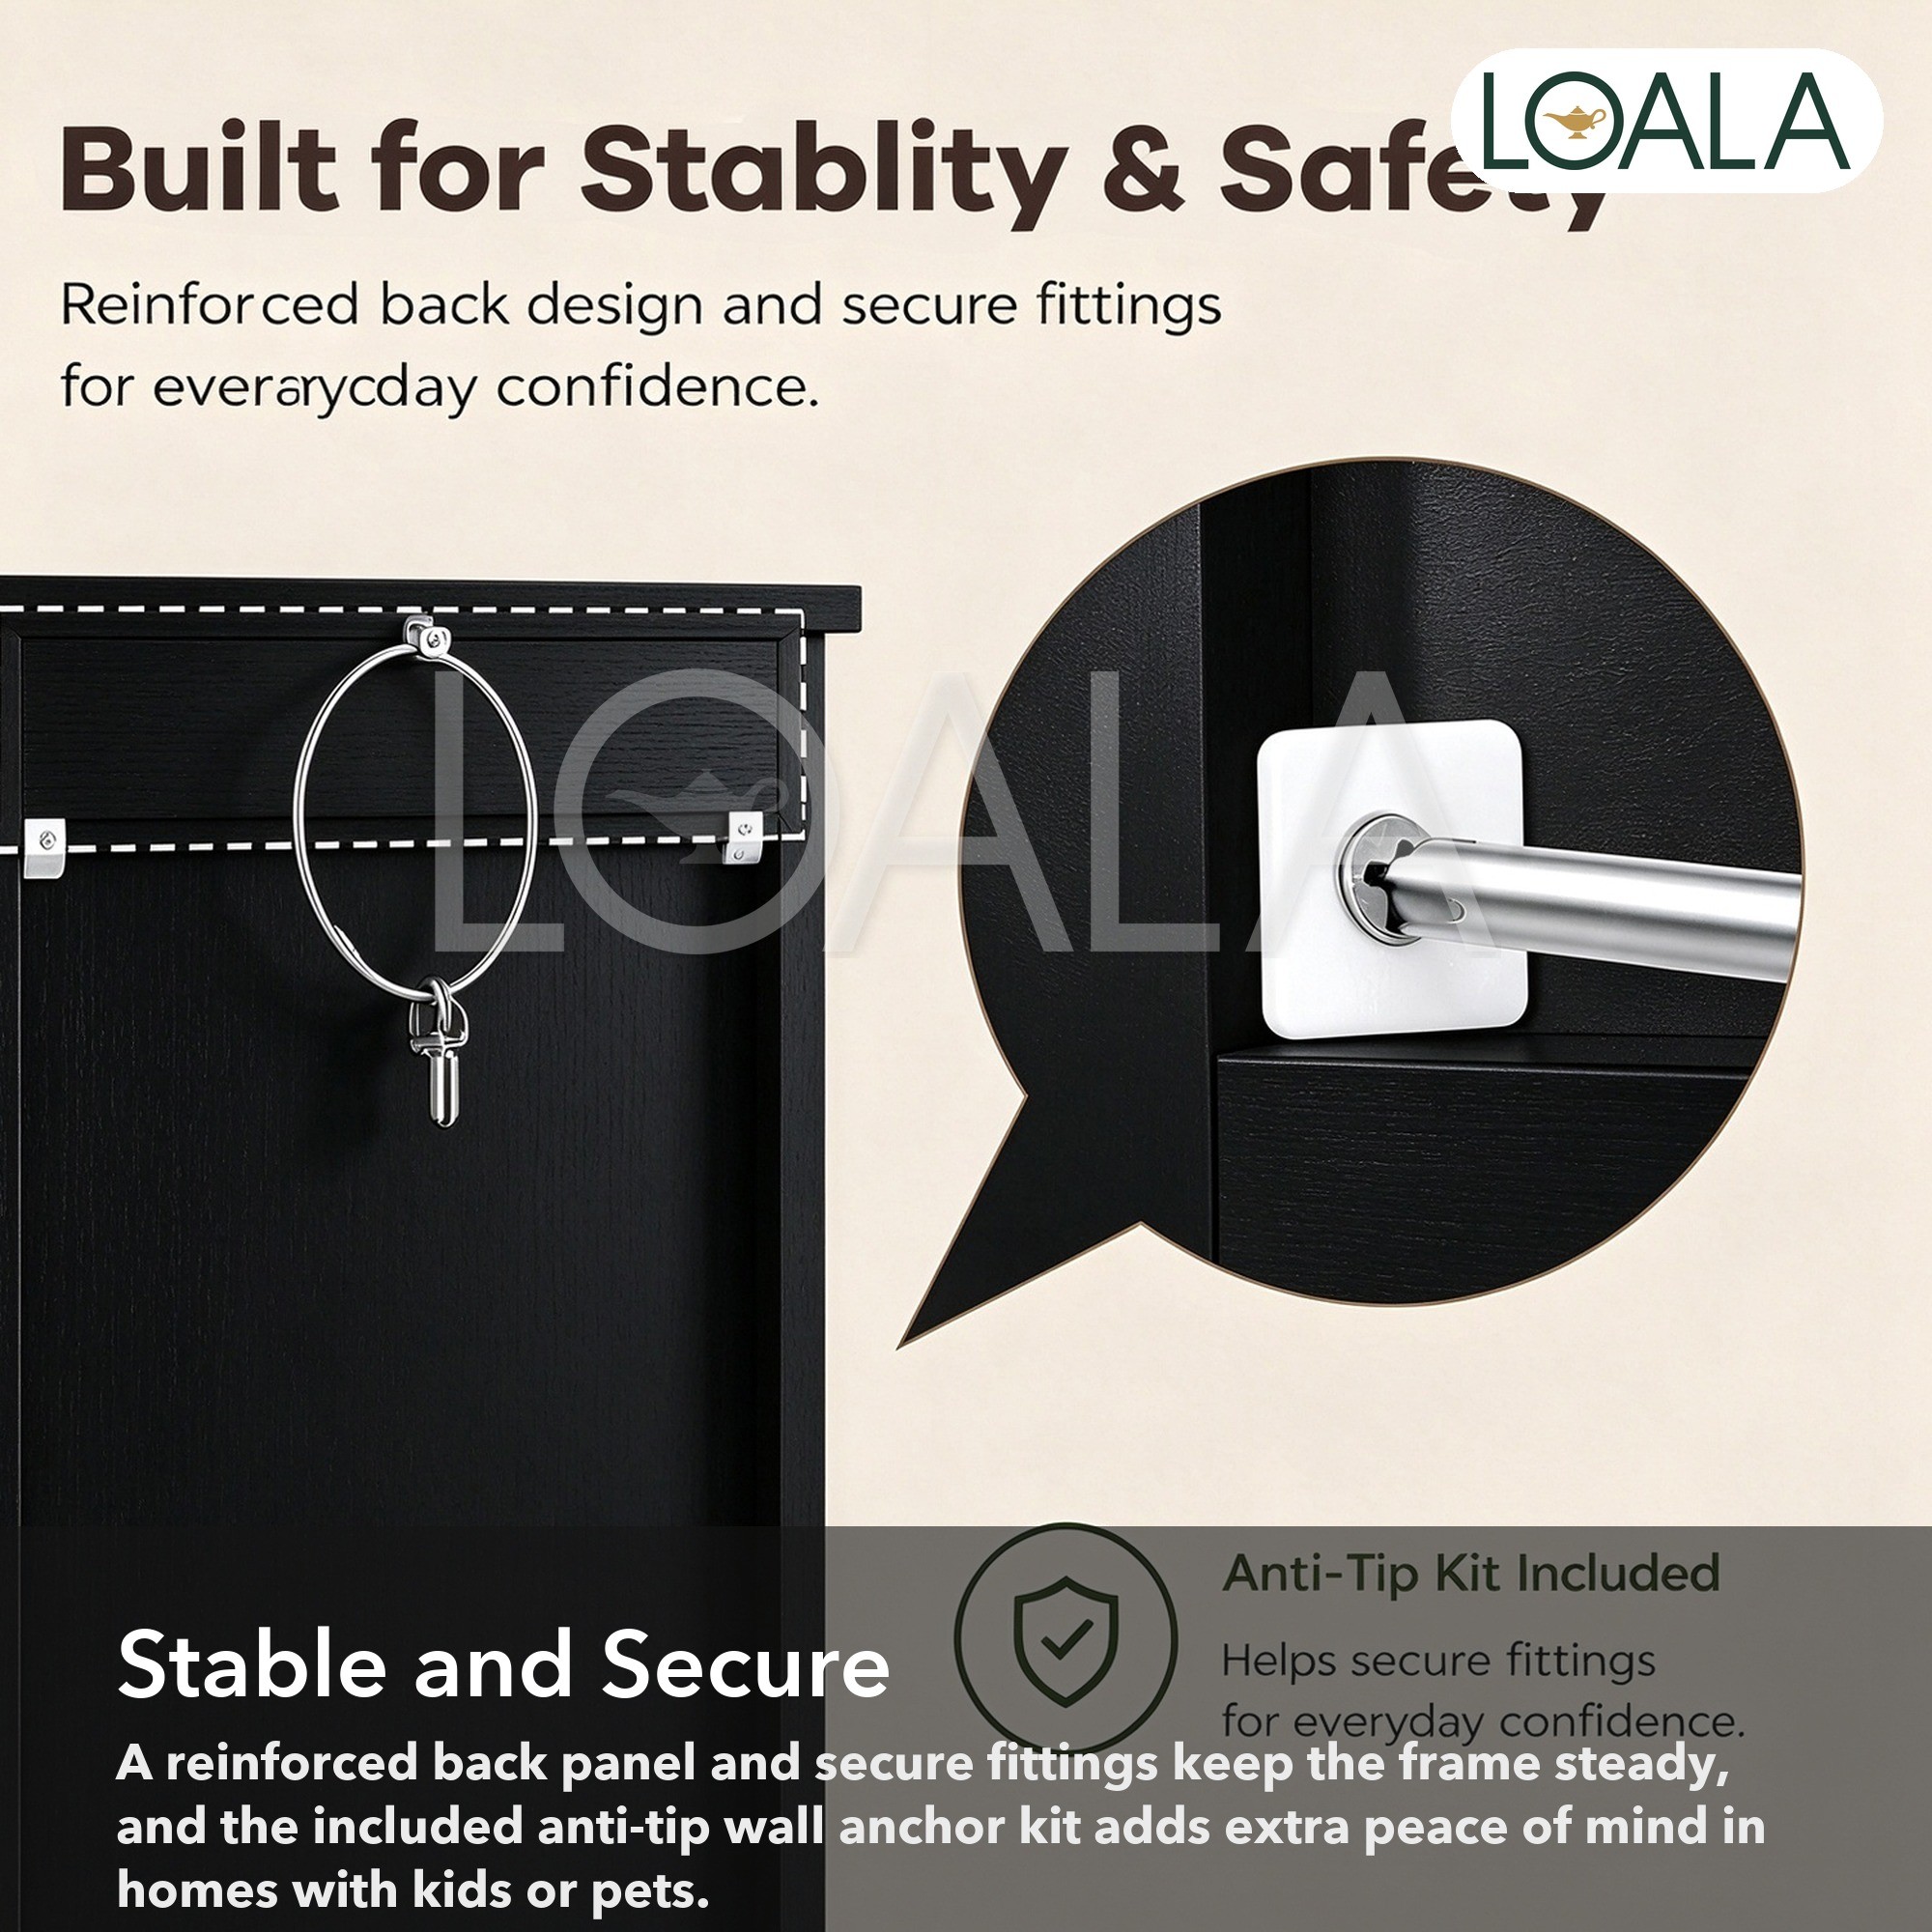 LOALA
Built for Stablity & Safety
Reinforced back design and secure fittings
for everarycday confidence.
LOALA
Anti-Tip Kit Included
Helps secure fittings
for everyday confidence.
Stable and Secure
A reinforced back panel and secure fittings keep the frame steady,
and the included anti-tip wall anchor kit adds extra peace of mind in
homes with kids or pets.